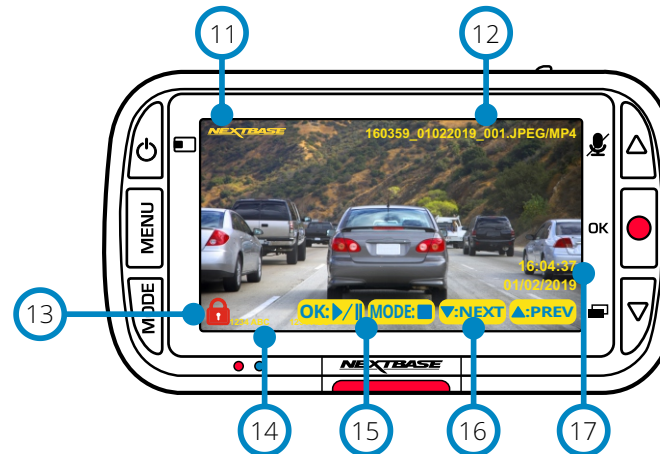 11
12
NEXTBASE
160359_01022019_001.JPEG/MP4
MENU
OK
MODE
16:04:37
01/02/2019
13
OK: ▶/|| MODE: ■ ▼:NEXT ▲:PREV
NEXTBASE
14
15
16
17